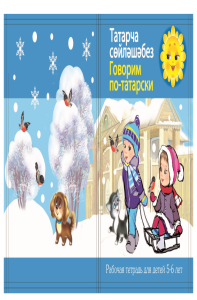 Татарча
сөйләшәбез
Говорим
по-татарски
Рабочая тетрадь для детей 5-6 лет